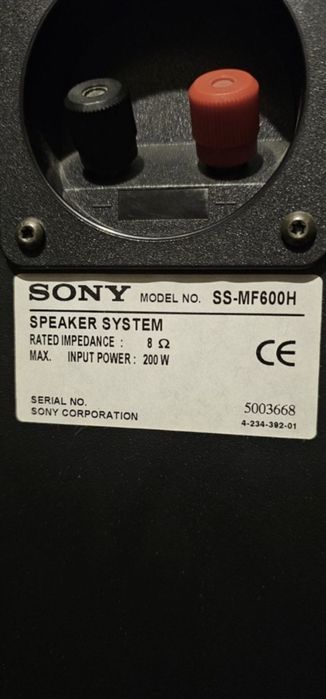 − +
SONY MODEL NO. SS-MF600H
SPEAKER SYSTEM
RATED IMPEDANCE : 8 Ω
MAX. INPUT POWER : 200 W
CE
SERIAL NO. 5003668
SONY CORPORATION 4-234-392-01